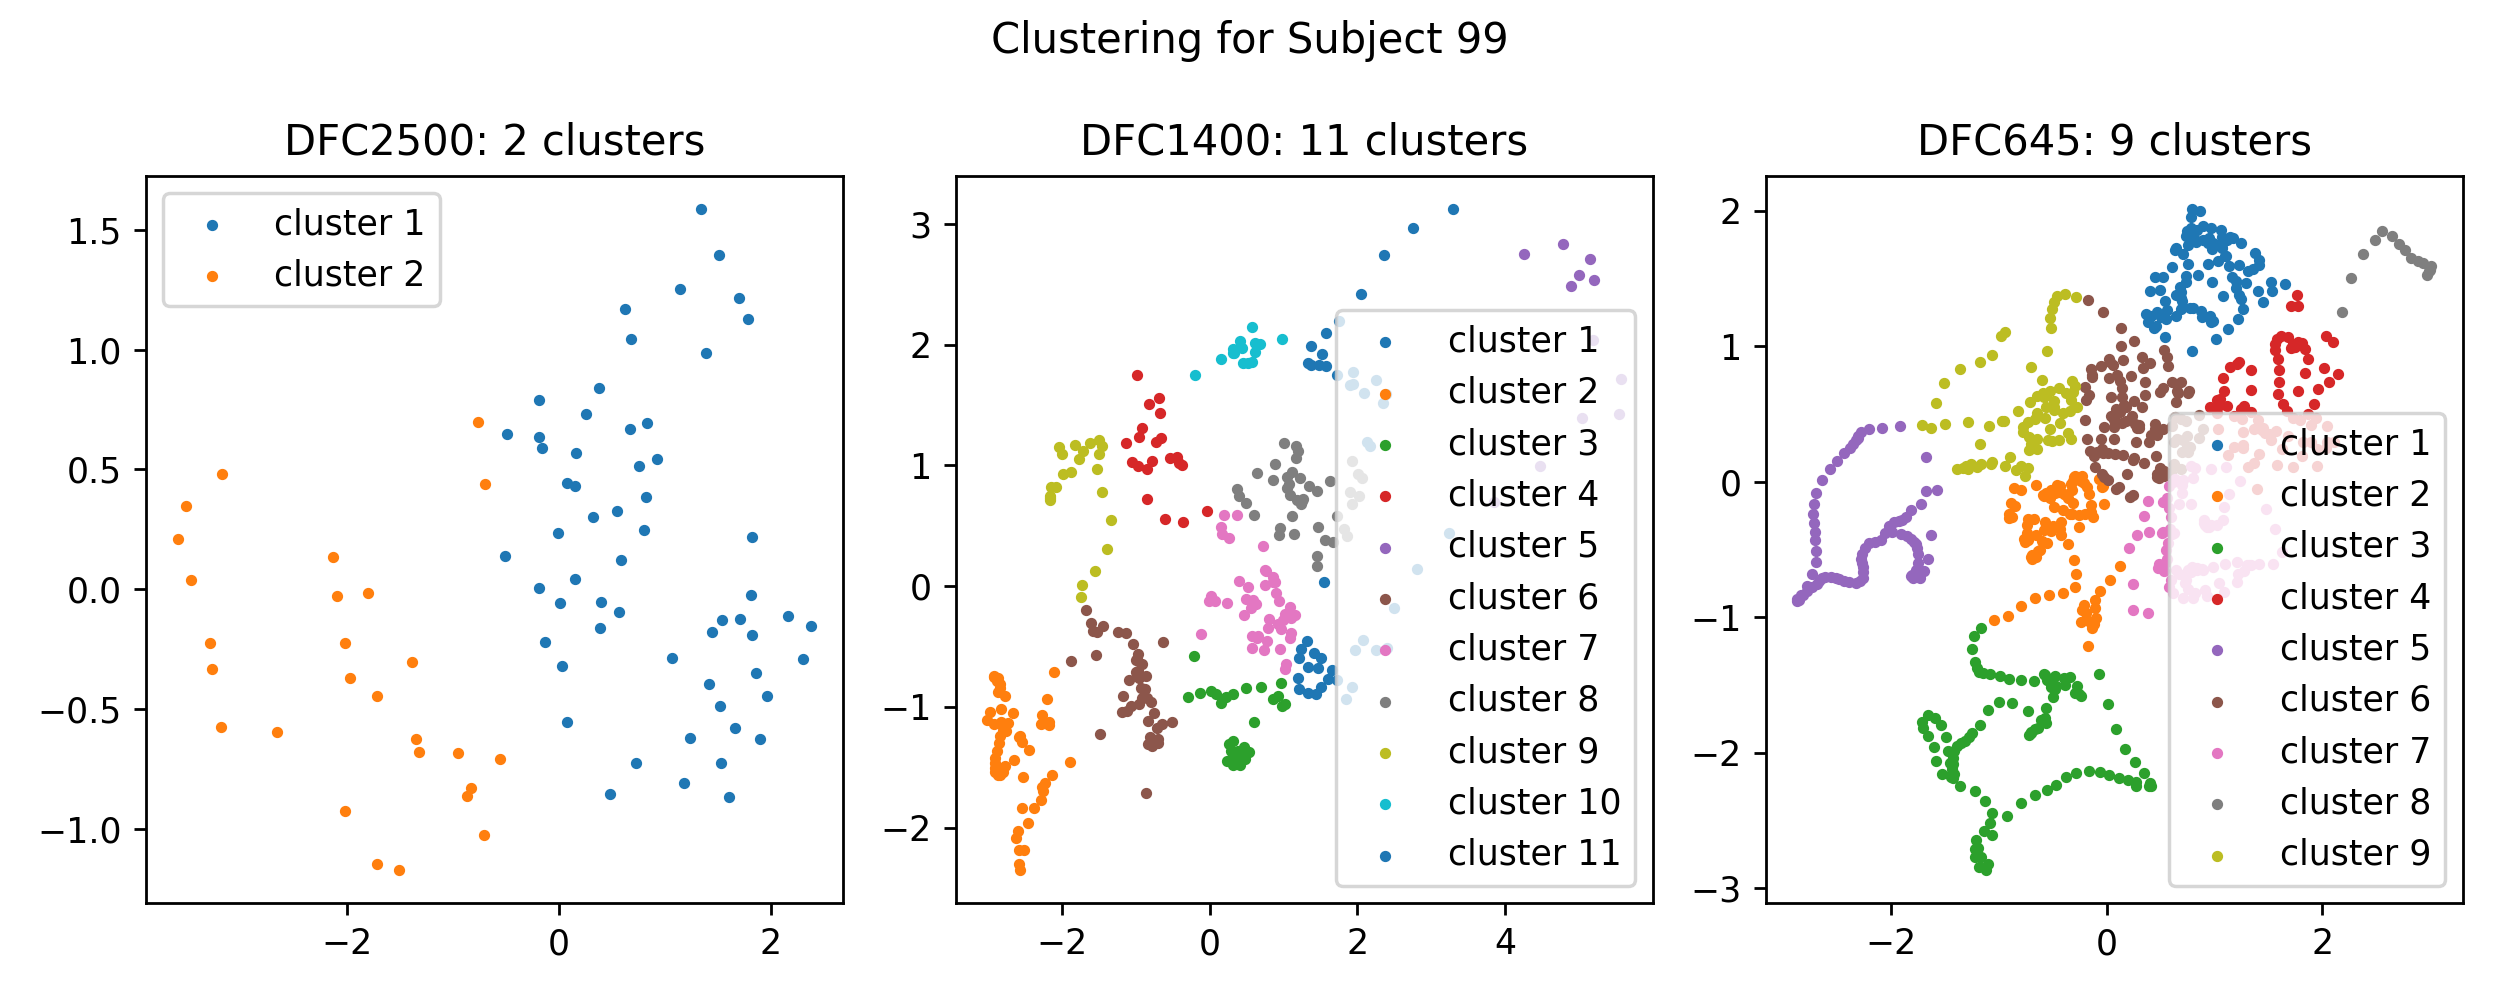 Clustering for Subject 99
DFC2500: 2 clusters
1.5
1.0
0.5
0.0
−0.5
−1.0
−2
0
2
cluster 1
cluster 2
DFC1400: 11 clusters
3
2
1
0
−1
−2
−2
0
2
4
cluster 1
cluster 2
cluster 3
cluster 4
cluster 5
cluster 6
cluster 7
cluster 8
cluster 9
cluster 10
cluster 11
DFC645: 9 clusters
2
1
0
−1
−2
−3
−2
0
2
cluster 1
cluster 2
cluster 3
cluster 4
cluster 5
cluster 6
cluster 7
cluster 8
cluster 9